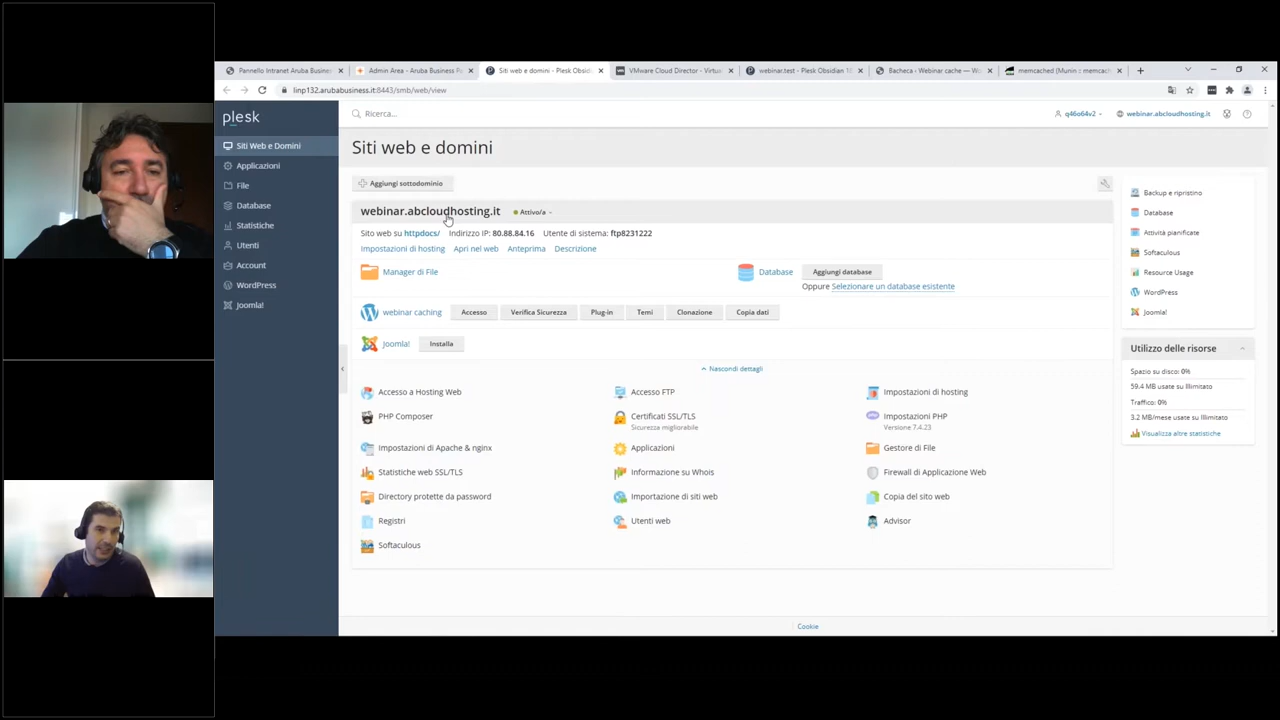 Pannello Intranet Aruba Busines
Admin Area - Aruba Business Pa
Siti web e domini - Plesk Obsidi
VMware Cloud Director - Virtua
webinar.test - Plesk Obsidian 18
Bacheca ‹ Webinar cache — W
memcached (Munin :: memcac
linp132.arubabusiness.it:8443/smb/web/view
plesk
Siti Web e Domini
Applicazioni
File
Database
Statistiche
Utenti
Account
WordPress
Joomla!
Ricerca...
q46o64v2
webinar.abcloudhosting.it
Siti web e domini
Aggiungi sottodominio
webinar.abcloudhosting.it
Attivo/a
Sito web su httpdocs/ Indirizzo IP: 80.88.84.16 Utente di sistema: ftp8231222
Impostazioni di hosting Apri nel web Anteprima Descrizione
Manager di File
Database Aggiungi database
Oppure Selezionare un database esistente
webinar caching Accesso Verifica Sicurezza Plug-in Temi Clonazione Copia dati
Joomla! Installa
Nascondi dettagli
Accesso a Hosting Web
Accesso FTP
Impostazioni di hosting
PHP Composer
Certificati SSL/TLS
Sicurezza migliorabile
Impostazioni PHP
Versione 7.4.23
Impostazioni di Apache & nginx
Applicazioni
Gestore di File
Statistiche web SSL/TLS
Informazione su Whois
Firewall di Applicazione Web
Directory protette da password
Importazione di siti web
Copia del sito web
Registri
Utenti web
Advisor
Softaculous
Backup e ripristino
Database
Attività pianificate
Softaculous
Resource Usage
WordPress
Joomla!
Utilizzo delle risorse
Spazio su disco: 0%
59.4 MB usate su Illimitato
Traffico: 0%
3.2 MB/mese usate su Illimitato
Visualizza altre statistiche
Cookie